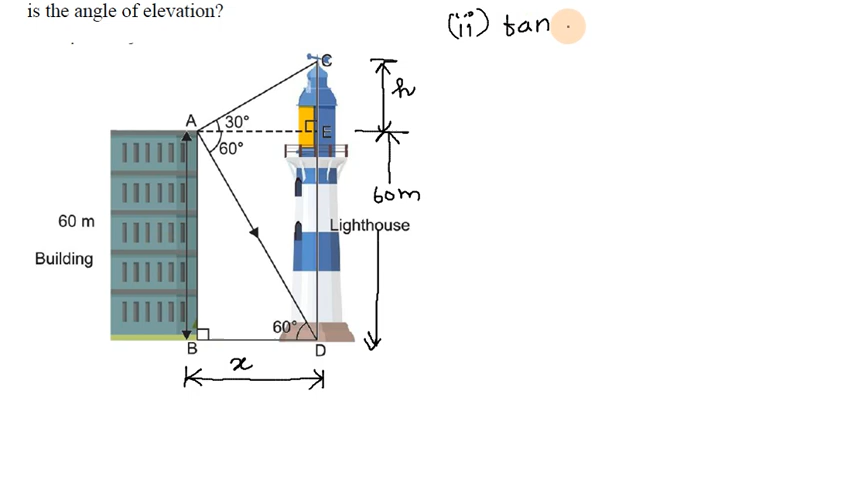 is the angle of elevation?
(ii) tan
C
h
A
30°
E
60°
60m
60 m
Lighthouse
Building
60°
B
D
x